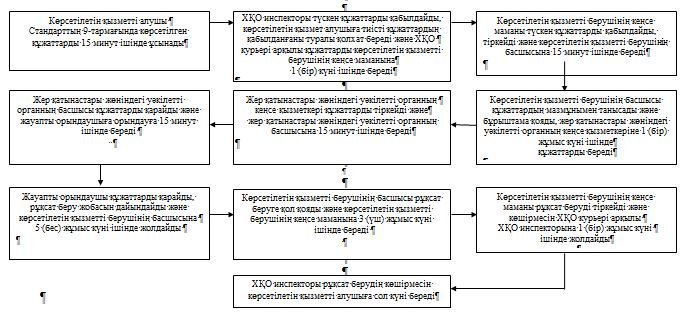 Көрсетілетін қызметті алушы ¶
Стандарттың 9-тармағында көрсетілген
құжаттарды 15 минут ішінде ұсынады¶
¶
ХҚО инспекторы түскен құжаттарды қабылдайды,
көрсетілетін қызмет алушыға тиісті құжаттардың
қабылданғаны туралы қолхат береді және ХҚО ¶
курьері арқылы құжаттарды көрсетілетін қызметті
берушінің кеңсе маманына¶
1 (бір) күні ішінде береді¶
¶
Көрсетілетін қызметті берушінің кеңсе
маманы түскен құжаттарды қабылдайды,
тіркейді және көрсетілетін қызметті берушінің
басшысына 15 минут ішінде береді¶
¶
Жер қатынастары жөніндегі уәкілетті
органның басшысы құжаттарды қарайды және
жауапты орындаушыға орындауға 15 минут
ішінде береді
¶
Жер қатынастары жөніндегі уәкілетті органның ¶
кеңсе қызметкері құжаттарды тіркейді және
жер қатынастары жөніндегі уәкілетті органның
басшысына 15 минут ішінде береді
¶
Көрсетілетін қызметті берушінің басшысы
құжаттардың мазмұнымен танысады және
бұрыштама қояды, жер қатынастары жөніндегі
уәкілетті органның кеңсе қызметкеріне 1 (бір)
жұмыс күні ішінде
құжаттарды береді¶
¶
Жауапты орындаушы құжаттарды қарайды,
рұқсат беру жобасын дайындайды және
көрсетілетін қызметті берушінің басшысына¶
5 (бес) жұмыс күні ішінде жолдайды
¶
Көрсетілетін қызметті берушінің басшысы рұқсат
беруге қол қояды және көрсетілетін қызметті
берушінің кеңсе маманына 3 (үш) жұмыс күні
ішінде береді ¶
¶
Көрсетілетін қызметті берушінің кеңсе
маманы рұқсат беруді тіркейді және
көшірмесін ХҚО курьері арқылы ¶
ХҚО инспекторына 1 (бір) жұмыс күні ¶
ішінде жолдайды¶
¶
ХҚО инспекторы рұқсат берудің көшірмесін
көрсетілетін қызметті алушыға сол күні береді¶
¶